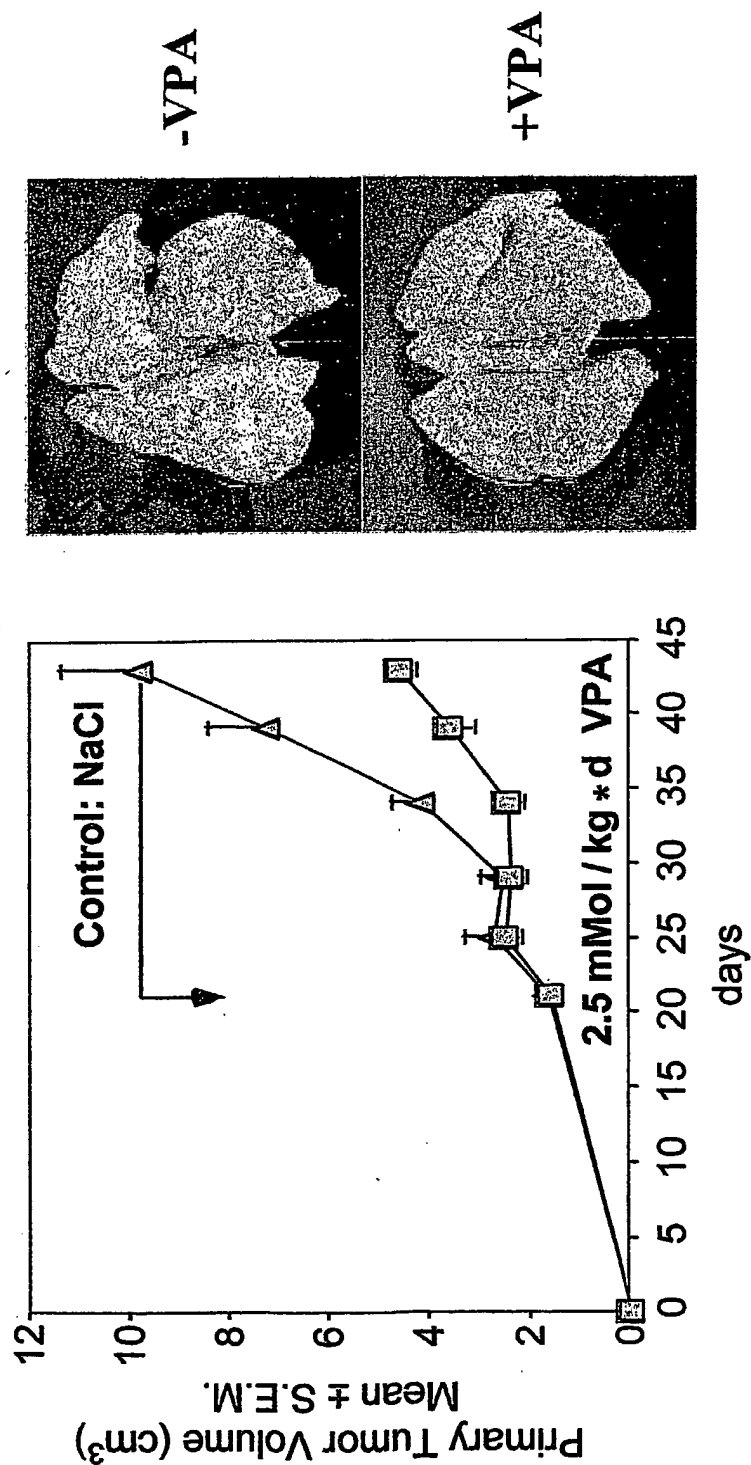 Primary Tumor Volume (cm³)
Mean ± S.E.M.
12
10
8
6
4
2
0
Control: NaCl
2.5 mMol / kg * d VPA
0 5 10 15 20 25 30 35 40 45
days
-VPA
+VPA